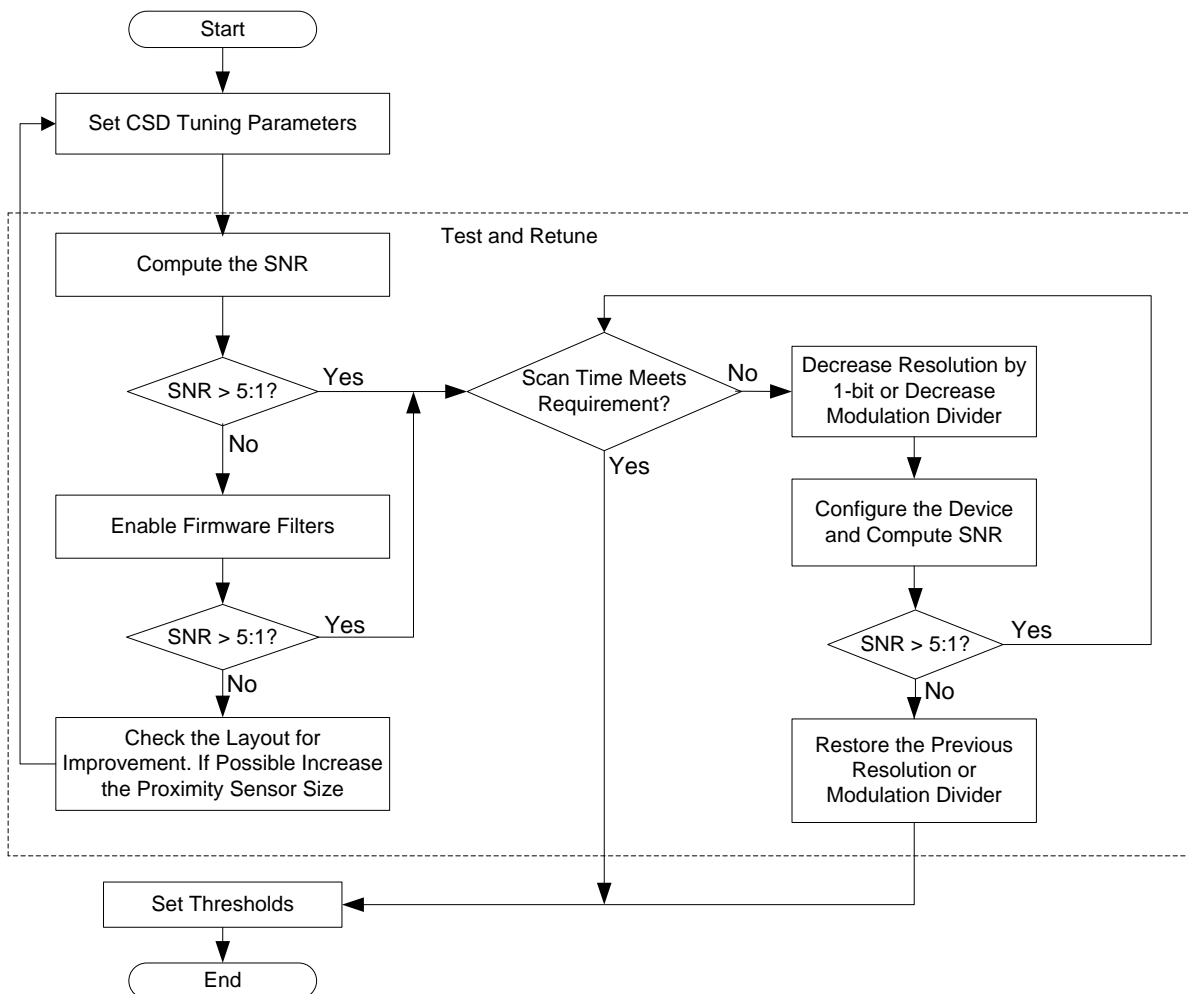 Start
Set CSD Tuning Parameters
Test and Retune
Compute the SNR
SNR > 5:1?
Yes
No
Enable Firmware Filters
SNR > 5:1?
Yes
No
Check the Layout for
Improvement. If Possible Increase
the Proximity Sensor Size
Scan Time Meets
Requirement?
No
Yes
Decrease Resolution by
1-bit or Decrease
Modulation Divider
Configure the Device
and Compute SNR
SNR > 5:1?
Yes
No
Restore the Previous
Resolution or
Modulation Divider
Set Thresholds
End